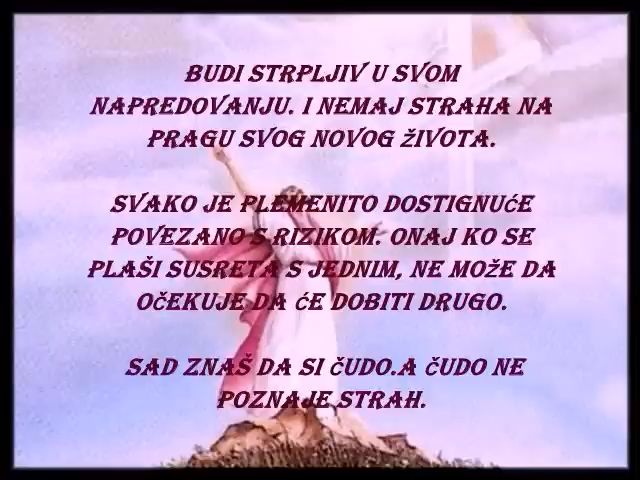 BUDI STRPLJIV U SVOM
NAPREDOVANJU. I NEMAJ STRAHA NA
PRAGU SVOG NOVOG ŽIVOTA.
SVAKO JE PLEMENITO DOSTIGNUĆE
POVEZANO S RIZIKOM. ONAJ KO SE
PLAŠI SUSRETA S JEDNIM, NE MOŽE DA
OČEKUJE DA ĆE DOBITI DRUGO.
SAD ZNAŠ DA SI ČUDO.A ČUDO NE
POZNAJE STRAH.